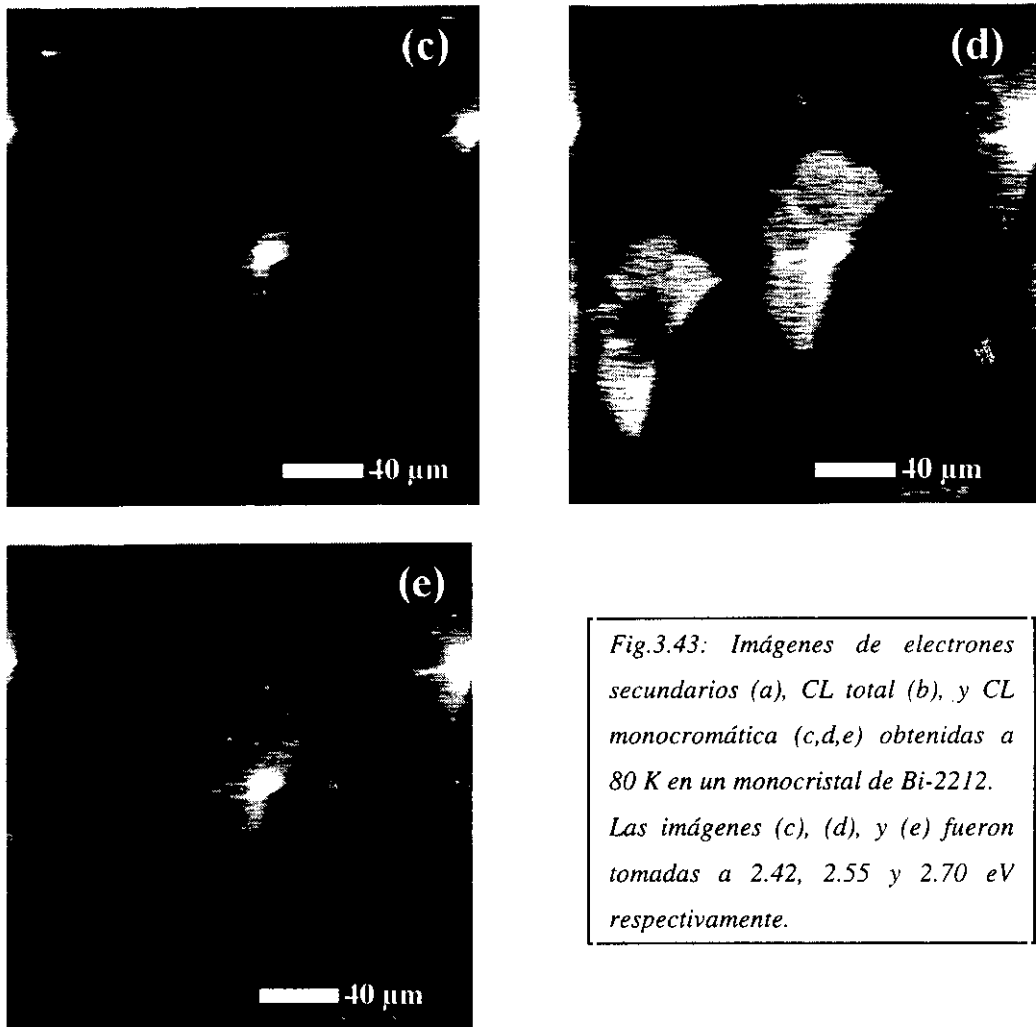 (c)
40 µm
(d)
40 µm
(e)
40 µm
Fig.3.43: Imágenes de electrones
secundarios (a), CL total (b), y CL
monocromática (c,d,e) obtenidas a
80 K en un monocristal de Bi-2212.
Las imágenes (c), (d), y (e) fueron
tomadas a 2.42, 2.55 y 2.70 eV
respectivamente.